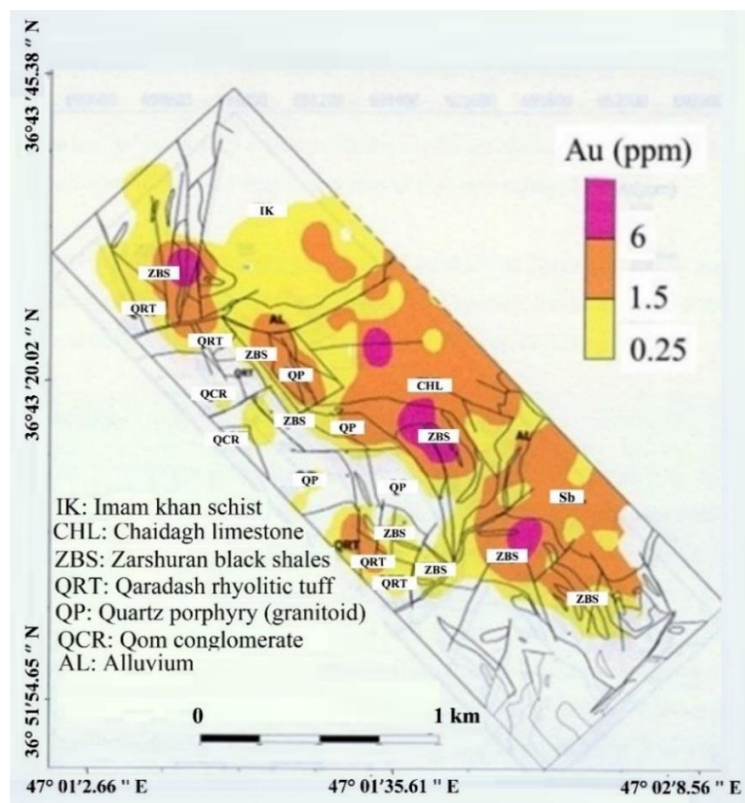 36°43 '45.38 " N
IK
Au (ppm)
6
1.5
0.25
ZBS
QRT
AL
QRT
ZBS
QRT
QP
36°43 '20.02 " N
QCR
CHL
ZBS
QP
QCR
ZBS
AL
QP
QP
Sb
IK: Imam khan schist
CHL: Chaidagh limestone
ZBS
QRT
ZBS: Zarshuran black shales
ZBS
QRT
ZBS
QRT: Qaradash rhyolitic tuff
QRT
ZBS
QP: Quartz porphyry (granitoid)
QCR: Qom conglomerate
AL: Alluvium
36° 51'54.65 " N
0 1 km
47° 01'2.66 " E 47° 01'35.61 " E 47° 02'8.56 " E